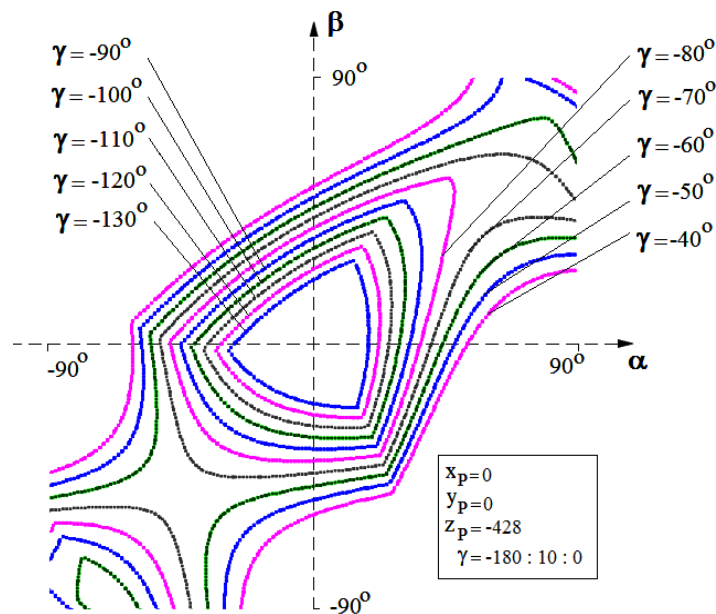 β
90°
γ = -90°
γ = -100°
γ = -110°
γ = -120°
γ = -130°
γ = -80°
γ = -70°
γ = -60°
γ = -50°
γ = -40°
-90°
90°
α
xp=0
yp=0
zp=-428
γ = -180 : 10 : 0
-90°